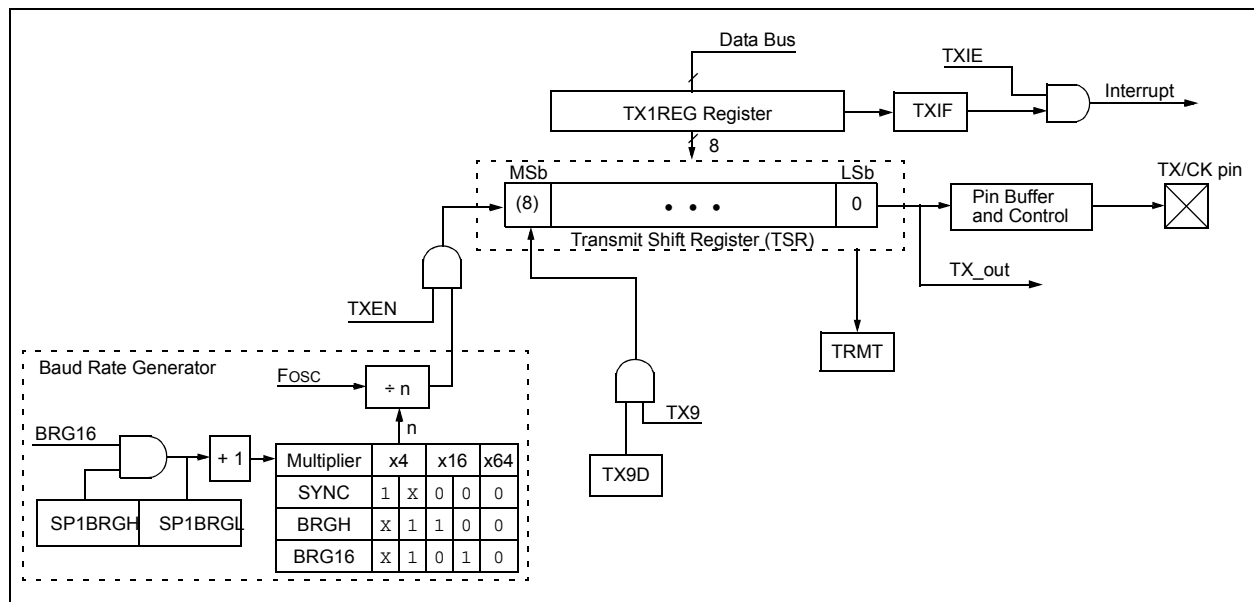 Data Bus
TXIE
Interrupt
TX1REG Register
TXIF
8
MSb
LSb
TX/CK pin
(8)
• • •
0
Pin Buffer
and Control
Transmit Shift Register (TSR)
TX_out
TXEN
TRMT
Baud Rate Generator
FOSC
÷ n
TX9
n
BRG16
+ 1
Multiplier x4 x16 x64
TX9D
SYNC 1 X 0 0 0
SP1BRGH SP1BRGL
BRGH X 1 1 0 0
BRG16 X 1 0 1 0